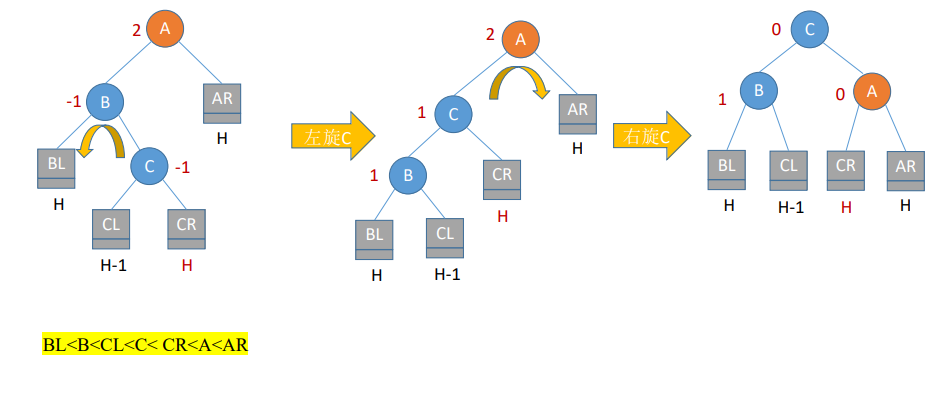 2 A
-1 B
AR
H
BL
H
C -1
CL
CR
H-1
H
左旋C
2 A
1 C
AR
H
1 B
CR
H
BL
CL
H
H-1
右旋C
0 C
1 B
0 A
BL
CL
CR
AR
H
H-1
H
H
BL<B<CL<C< CR<A<AR